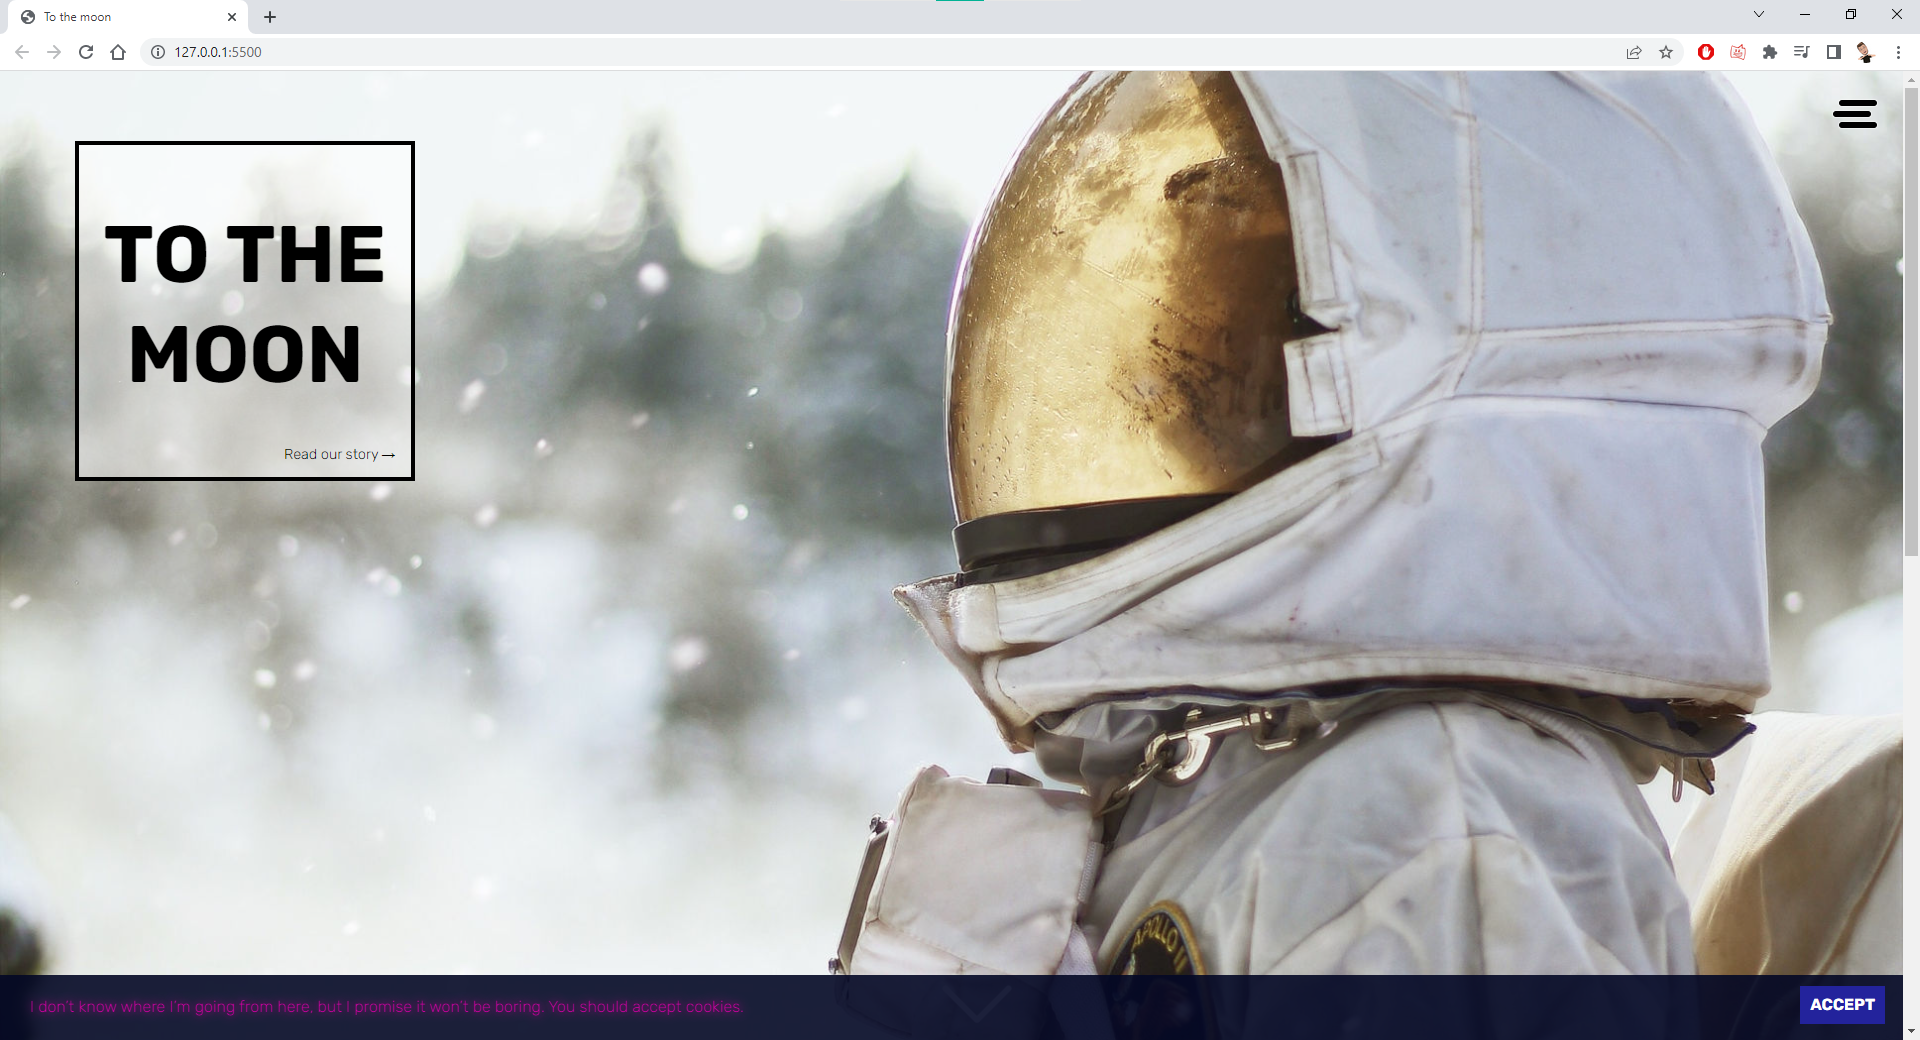 To the moon
127.0.0.1:5500
TO THE
MOON
Read our story →
APOLLO 11
I don't know where I'm going from here, but I promise it won't be boring. You should accept cookies.
ACCEPT